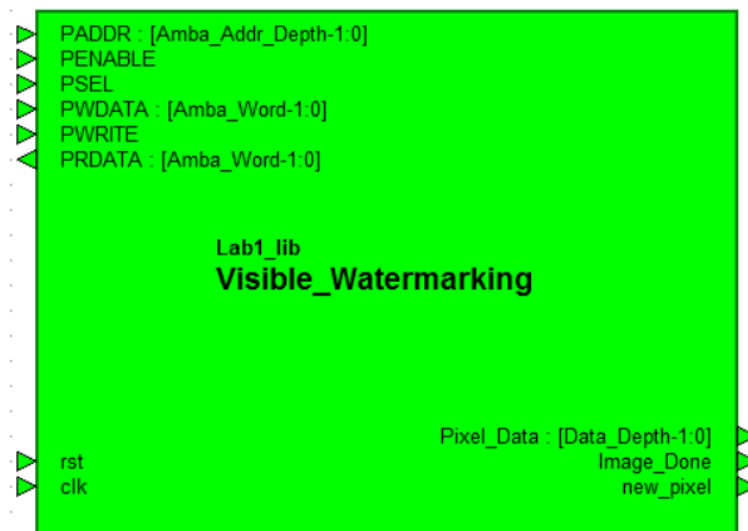 PADDR : [Amba_Addr_Depth-1:0]
PENABLE
PSEL
PWDATA : [Amba_Word-1:0]
PWRITE
PRDATA : [Amba_Word-1:0]
Lab1_lib
Visible_Watermarking
Pixel_Data : [Data_Depth-1:0]
rst Image_Done
clk new_pixel